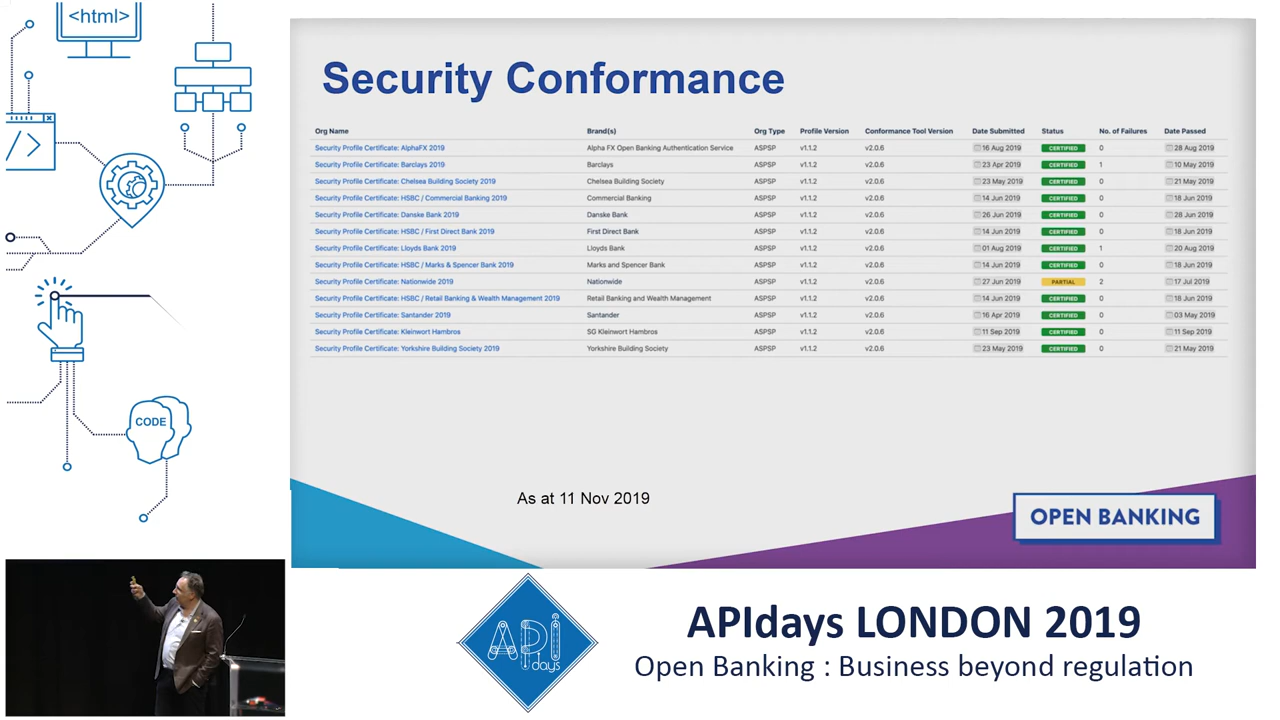 <html>
/>
CODE
Security Conformance
Org Name Brand(s) Org Type Profile Version Conformance Tool Version Date Submitted Status No. of Failures Date Passed
Security Profile Certificate: AlphaFX 2019 Alpha FX Open Banking Authentication Service ASPSP v1.1.2 v2.0.6 16 Aug 2019 CERTIFIED 0 28 Aug 2019
Security Profile Certificate: Barclays 2019 Barclays ASPSP v1.1.2 v2.0.6 23 Apr 2019 CERTIFIED 1 10 May 2019
Security Profile Certificate: Chelsea Building Society 2019 Chelsea Building Society ASPSP v1.1.2 v2.0.6 23 May 2019 CERTIFIED 0 21 May 2019
Security Profile Certificate: HSBC / Commercial Banking 2019 Commercial Banking ASPSP v1.1.2 v2.0.6 14 Jun 2019 CERTIFIED 0 18 Jun 2019
Security Profile Certificate: Danske Bank 2019 Danske Bank ASPSP v1.1.2 v2.0.6 26 Jun 2019 CERTIFIED 0 28 Jun 2019
Security Profile Certificate: HSBC / First Direct Bank 2019 First Direct Bank ASPSP v1.1.2 v2.0.6 14 Jun 2019 CERTIFIED 0 18 Jun 2019
Security Profile Certificate: Lloyds Bank 2019 Lloyds Bank ASPSP v1.1.2 v2.0.6 01 Aug 2019 CERTIFIED 1 20 Aug 2019
Security Profile Certificate: HSBC / Marks & Spencer Bank 2019 Marks and Spencer Bank ASPSP v1.1.2 v2.0.6 14 Jun 2019 CERTIFIED 0 18 Jun 2019
Security Profile Certificate: Nationwide 2019 Nationwide ASPSP v1.1.2 v2.0.6 27 Jun 2019 PARTIAL 2 17 Jul 2019
Security Profile Certificate: HSBC / Retail Banking & Wealth Management 2019 Retail Banking and Wealth Management ASPSP v1.1.2 v2.0.6 14 Jun 2019 CERTIFIED 0 18 Jun 2019
Security Profile Certificate: Santander 2019 Santander ASPSP v1.1.2 v2.0.6 16 Apr 2019 CERTIFIED 0 03 May 2019
Security Profile Certificate: Kleinwort Hambros SG Kleinwort Hambros ASPSP v1.1.2 v2.0.6 11 Sep 2019 CERTIFIED 0 11 Sep 2019
Security Profile Certificate: Yorkshire Building Society 2019 Yorkshire Building Society ASPSP v1.1.2 v2.0.6 23 May 2019 CERTIFIED 0 21 May 2019
As at 11 Nov 2019
OPEN BANKING
API
days
APIdays LONDON 2019
Open Banking : Business beyond regulation